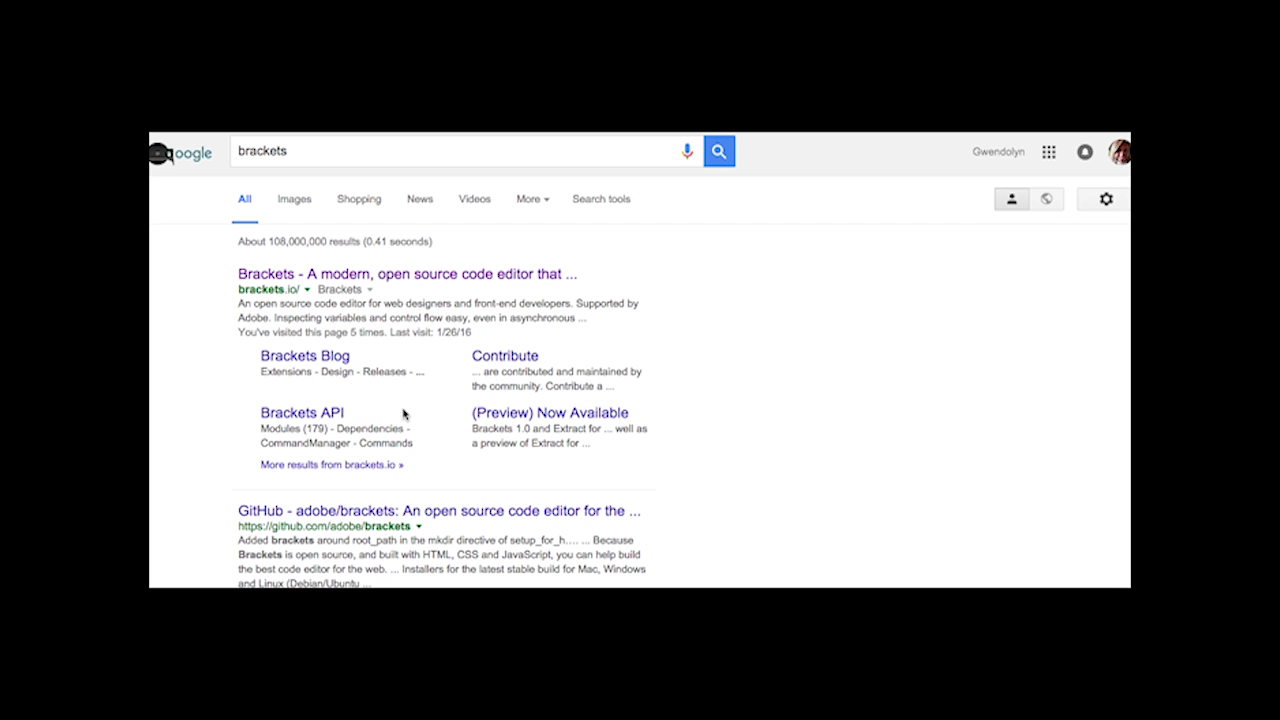 oogle
brackets
Gwendolyn
All Images Shopping News Videos More Search tools
About 108,000,000 results (0.41 seconds)
Brackets - A modern, open source code editor that ...
brackets.io/ Brackets
An open source code editor for web designers and front-end developers. Supported by
Adobe. Inspecting variables and control flow easy, even in asynchronous ...
You've visited this page 5 times. Last visit: 1/26/16
Brackets Blog
Extensions - Design - Releases - ...
Contribute
... are contributed and maintained by
the community. Contribute a ...
Brackets API
Modules (179) - Dependencies -
CommandManager - Commands
(Preview) Now Available
Brackets 1.0 and Extract for ... well as
a preview of Extract for ...
More results from brackets.io »
GitHub - adobe/brackets: An open source code editor for the ...
https://github.com/adobe/brackets
Added brackets around root_path in the mkdir directive of setup_for_h.... ... Because
Brackets is open source, and built with HTML, CSS and JavaScript, you can help build
the best code editor for the web. ... Installers for the latest stable build for Mac, Windows
and Linux (Debian/Ubuntu ...